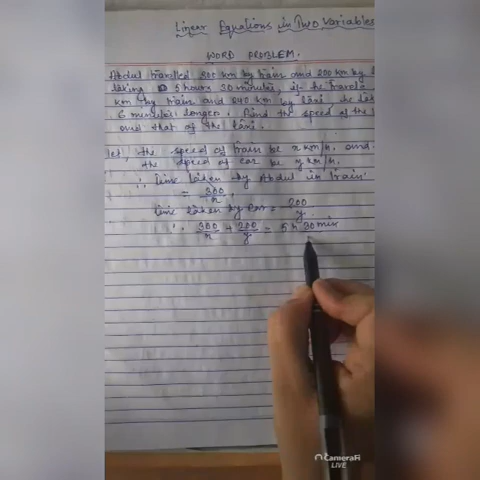 Linear Equations in Two Variables
WORD PROBLEM.
Abdul travelled 300 km by train and 200 km by
taking 5 hours 30 minutes, if he travels
km by train and 240 km by taxi, he takes
6 minutes longer. Find the speed of the
and that of the taxi.
let, the speed of train be x km/h. and
the speed of car be y km/h.
∴ time taken by Abdul in train
= 300/x,
time taken by car = 200/y
∴ 300/x + 200/y = 5 h 30 min
CameraFi
LIVE